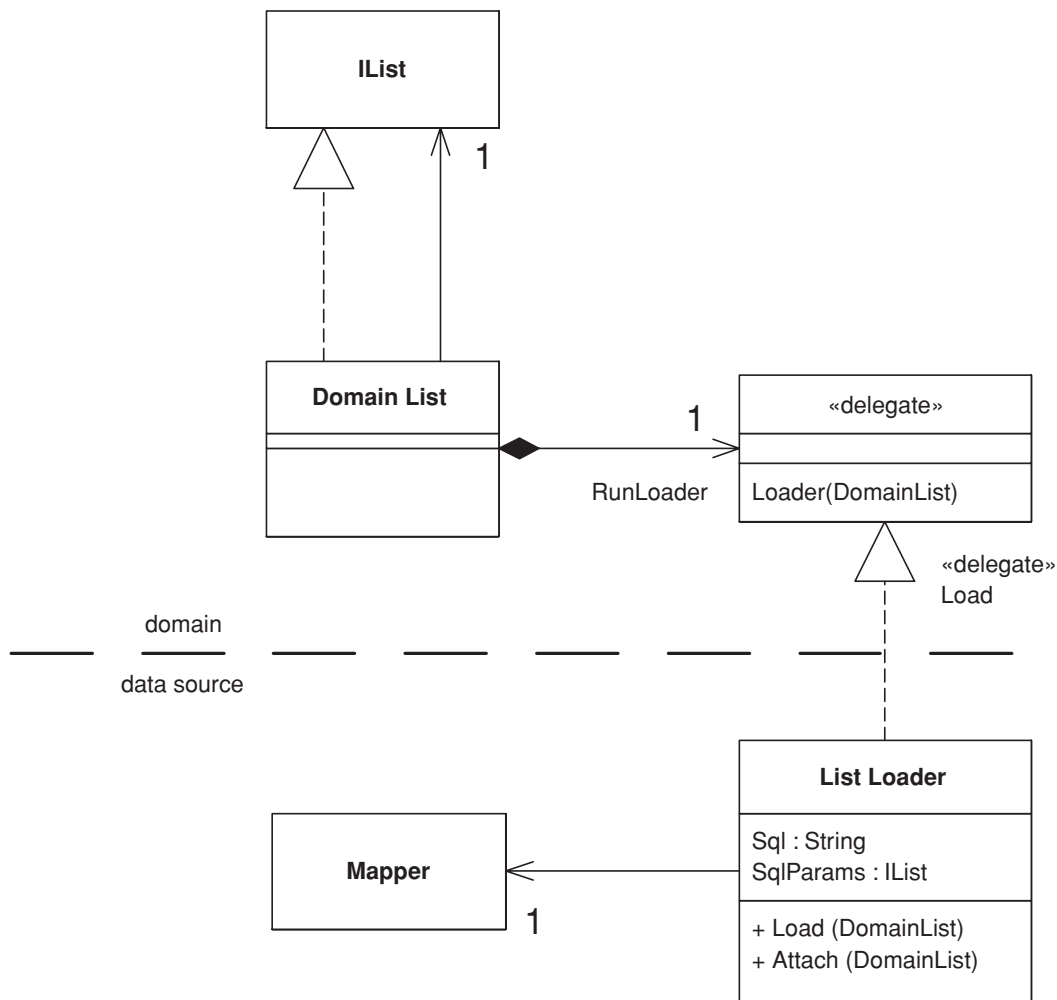 IList
1
Domain List
1
«delegate»
RunLoader
Loader(DomainList)
«delegate»
Load
domain
data source
List Loader
Sql : String
SqlParams : IList
Mapper
1
+ Load (DomainList)
+ Attach (DomainList)